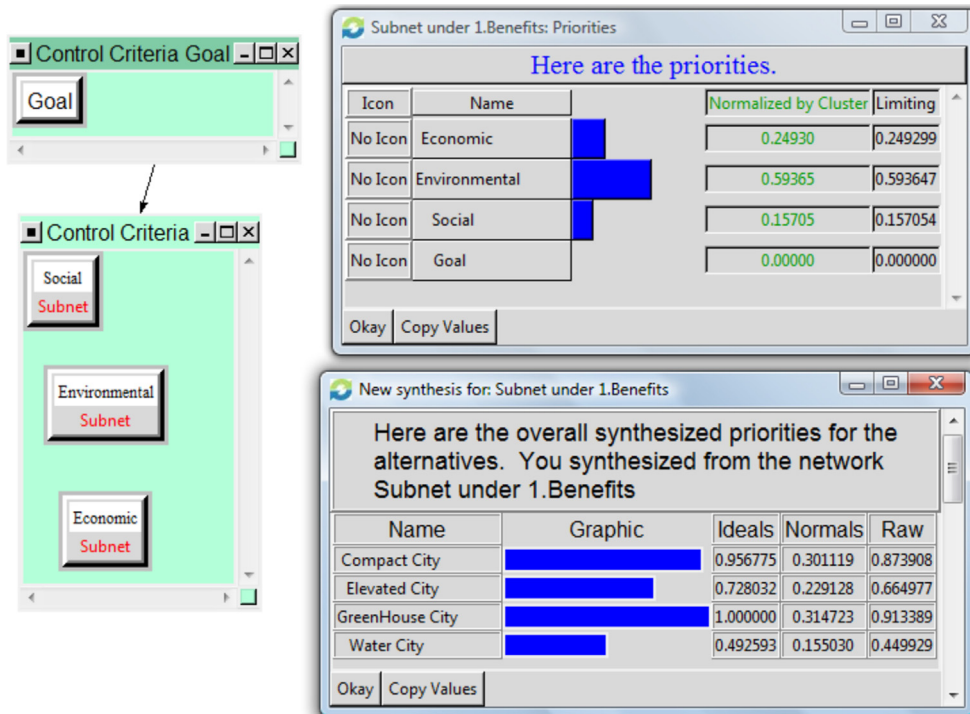 Control Criteria Goal
Goal
Control Criteria
Social
Subnet
Environmental
Subnet
Economic
Subnet
Subnet under 1.Benefits: Priorities
Here are the priorities.
Icon Name Normalized by Cluster Limiting
No Icon Economic 0.24930 0.249299
No Icon Environmental 0.59365 0.593647
No Icon Social 0.15705 0.157054
No Icon Goal 0.00000 0.000000
Okay Copy Values
New synthesis for: Subnet under 1.Benefits
Here are the overall synthesized priorities for the
alternatives. You synthesized from the network
Subnet under 1.Benefits
Name Graphic Ideals Normals Raw
Compact City 0.956775 0.301119 0.873908
Elevated City 0.728032 0.229128 0.664977
GreenHouse City 1.000000 0.314723 0.913389
Water City 0.492593 0.155030 0.449929
Okay Copy Values